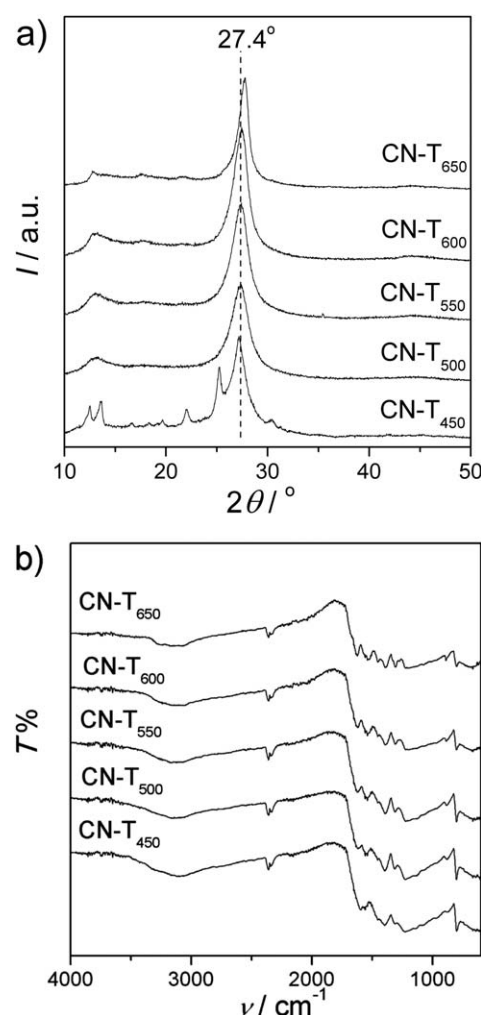 a)
27.4°
CN-T650
CN-T600
CN-T550
CN-T500
CN-T450
I / a.u.
10 20 30 40 50
2θ / °
b)
CN-T650
CN-T600
CN-T550
CN-T500
CN-T450
T%
4000 3000 2000 1000
ν / cm-1